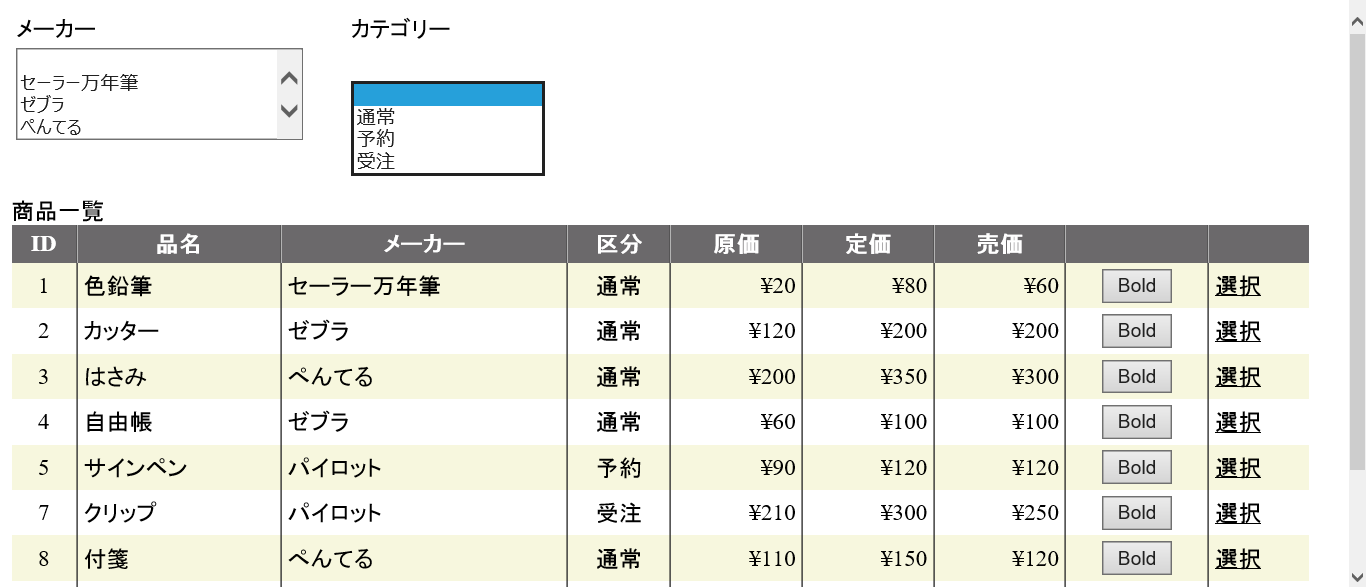 メーカー カテゴリー
セーラー万年筆
ゼブラ
ぺんてる
通常
予約
受注
商品一覧
ID 品名 メーカー 区分 原価 定価 売価
1 色鉛筆 セーラー万年筆 通常 ¥20 ¥80 ¥60 Bold 選択
2 カッター ゼブラ 通常 ¥120 ¥200 ¥200 Bold 選択
3 はさみ ぺんてる 通常 ¥200 ¥350 ¥300 Bold 選択
4 自由帳 ゼブラ 通常 ¥60 ¥100 ¥100 Bold 選択
5 サインペン パイロット 予約 ¥90 ¥120 ¥120 Bold 選択
7 クリップ パイロット 受注 ¥210 ¥300 ¥250 Bold 選択
8 付箋 ぺんてる 通常 ¥110 ¥150 ¥120 Bold 選択